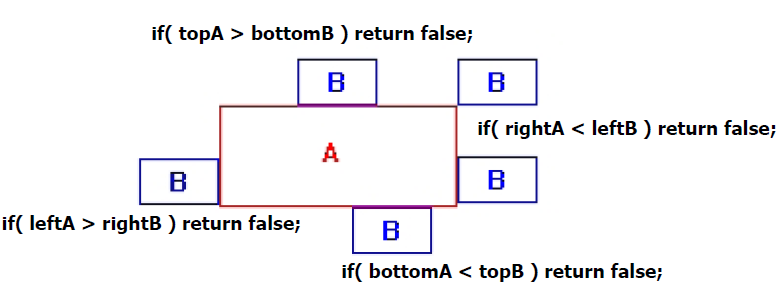 if( topA > bottomB ) return false;
B
B
if( rightA < leftB ) return false;
A
B
B
if( leftA > rightB ) return false;
B
if( bottomA < topB ) return false;